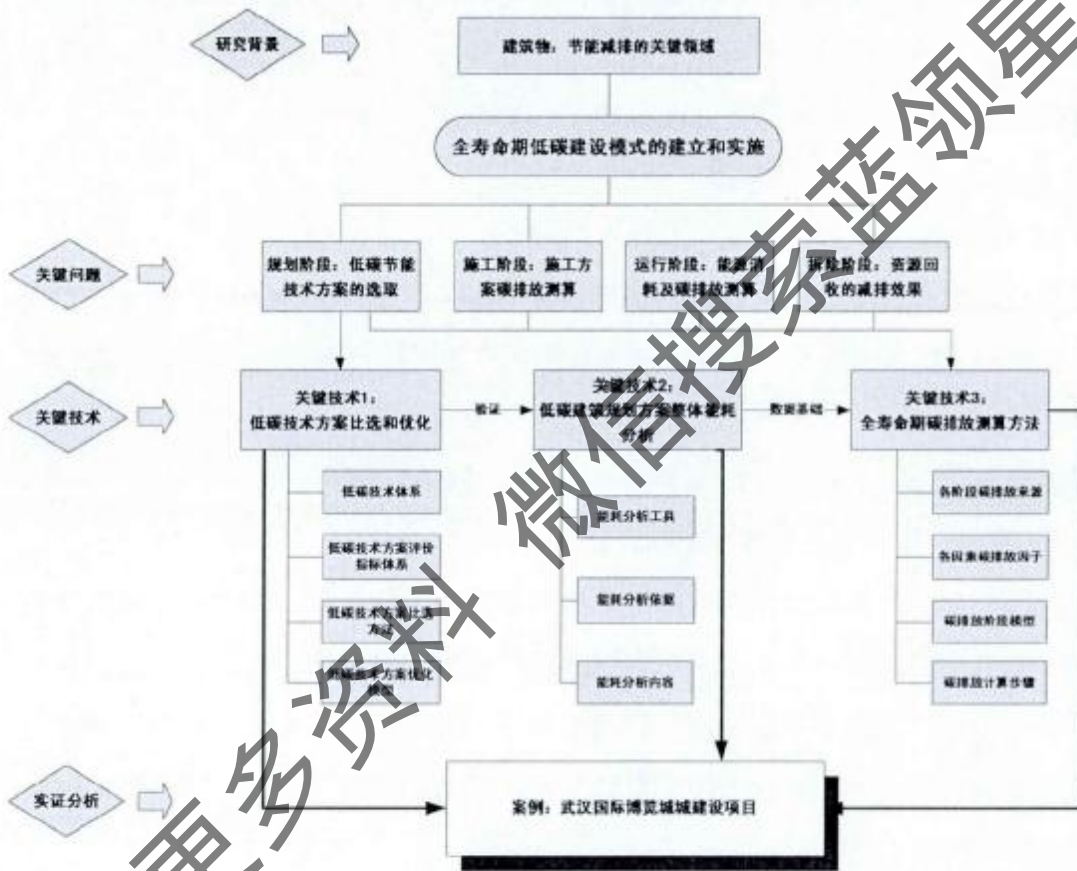 研究背景
建筑物：节能减排的关键领域
全寿命期低碳建设模式的建立和实施
关键问题
规划阶段：低碳节能
技术方案的选取
施工阶段：施工方
案碳排放测算
运行阶段：能源消
耗及碳排放测算
拆除阶段：资源回
收的减排效果
关键技术
关键技术1：
低碳技术方案比选和优化
验证
关键技术2：
低碳建筑规划方案整体能耗
分析
数据基础
关键技术3：
全寿命期碳排放测算方法
低碳技术体系
低碳技术方案评价
指标体系
低碳技术方案比选
方法
低碳技术方案优化
模型
能耗分析工具
能耗分析依据
能耗分析内容
各阶段碳排放来源
各因素碳排放因子
碳排放阶段模型
碳排放计算步骤
实证分析
案例：武汉国际博览城城建设项目
更多资料 微信搜索蓝领星